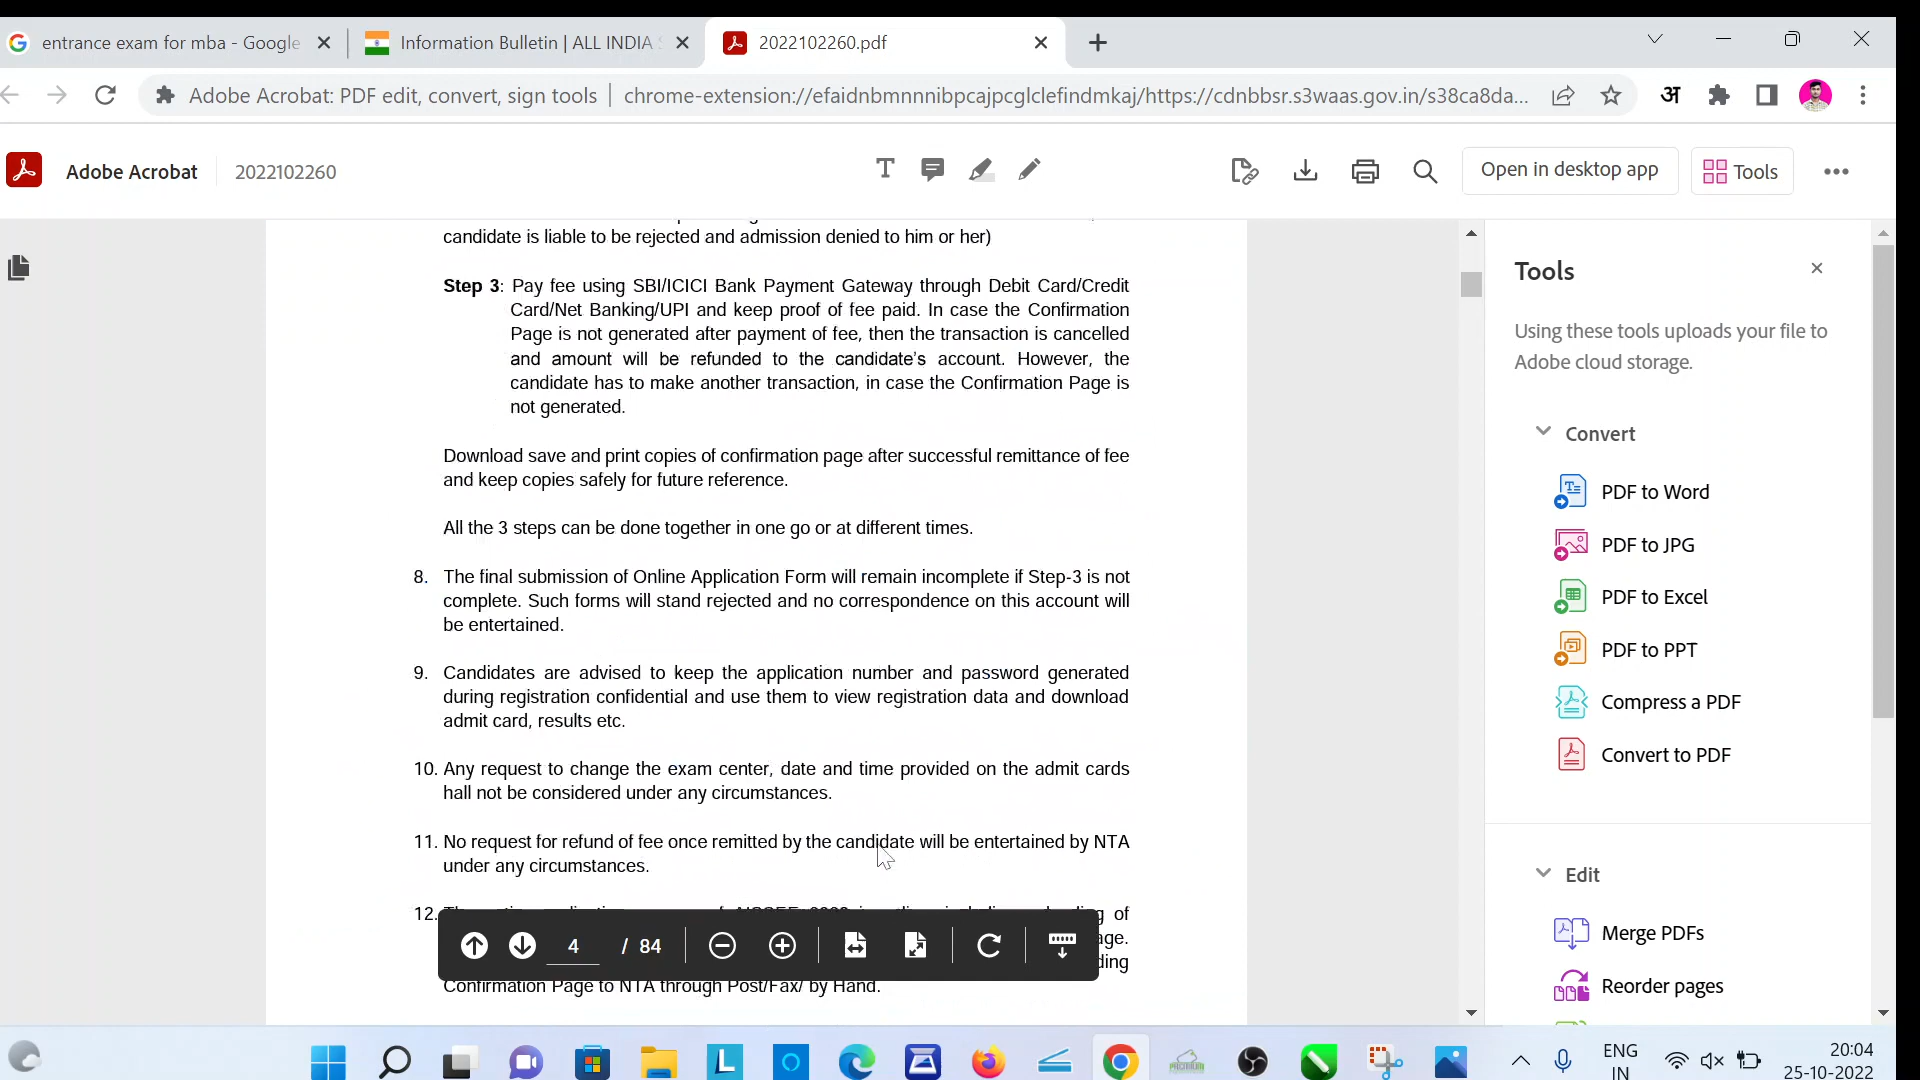 entrance exam for mba - Google
Information Bulletin | ALL INDIA
2022102260.pdf
Adobe Acrobat: PDF edit, convert, sign tools
chrome-extension://efaidnbmnnnibpcajpcglclefindmkaj/https://cdnbbsr.s3waas.gov.in/s38ca8da...
अ
Adobe Acrobat
2022102260
Open in desktop app
Tools
candidate is liable to be rejected and admission denied to him or her)
Step 3: Pay fee using SBI/ICICI Bank Payment Gateway through Debit Card/Credit
Card/Net Banking/UPI and keep proof of fee paid. In case the Confirmation
Page is not generated after payment of fee, then the transaction is cancelled
and amount will be refunded to the candidate's account. However, the
candidate has to make another transaction, in case the Confirmation Page is
not generated.
Download save and print copies of confirmation page after successful remittance of fee
and keep copies safely for future reference.
All the 3 steps can be done together in one go or at different times.
8. The final submission of Online Application Form will remain incomplete if Step-3 is not
complete. Such forms will stand rejected and no correspondence on this account will
be entertained.
9. Candidates are advised to keep the application number and password generated
during registration confidential and use them to view registration data and download
admit card, results etc.
10. Any request to change the exam center, date and time provided on the admit cards
hall not be considered under any circumstances.
11. No request for refund of fee once remitted by the candidate will be entertained by NTA
under any circumstances.
12. of
4 / 84
Confirmation Page to NTA through Post/Fax/ by Hand.
Tools
Using these tools uploads your file to
Adobe cloud storage.
Convert
PDF to Word
PDF to JPG
PDF to Excel
PDF to PPT
Compress a PDF
Convert to PDF
Edit
Merge PDFs
Reorder pages
ENG
IN
20:04
25-10-2022